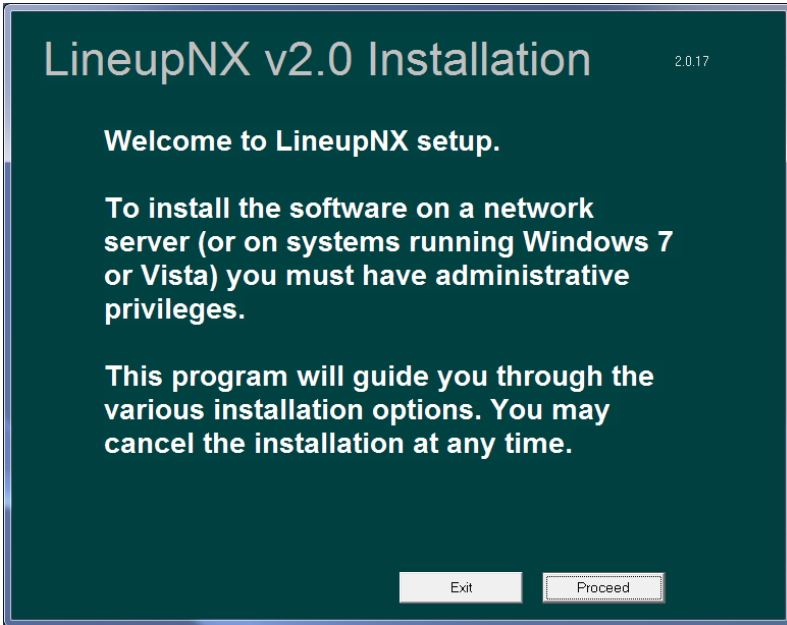 LineupNX v2.0 Installation
2.0.17
Welcome to LineupNX setup.
To install the software on a network
server (or on systems running Windows 7
or Vista) you must have administrative
privileges.
This program will guide you through the
various installation options. You may
cancel the installation at any time.
Exit
Proceed